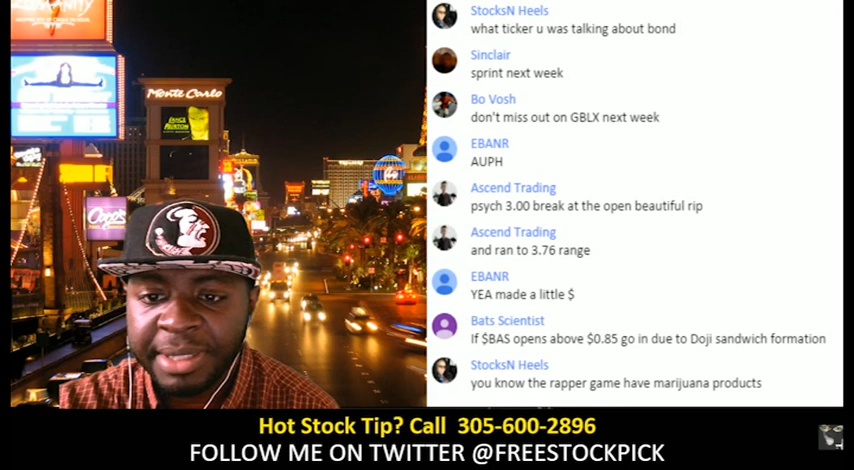 Monte Carlo
LANCE
BURTON
Coppa
StocksN Heels
what ticker u was talking about bond
Sinclair
sprint next week
Bo Vosh
don't miss out on GBLX next week
EBANR
AUPH
Ascend Trading
psych 3.00 break at the open beautiful rip
Ascend Trading
and ran to 3.76 range
EBANR
YEA made a little $
Bats Scientist
If $BAS opens above $0.85 go in due to Doji sandwich formation
StocksN Heels
you know the rapper game have marijuana products
Hot Stock Tip? Call 305-600-2896
FOLLOW ME ON TWITTER @FREESTOCKPICK